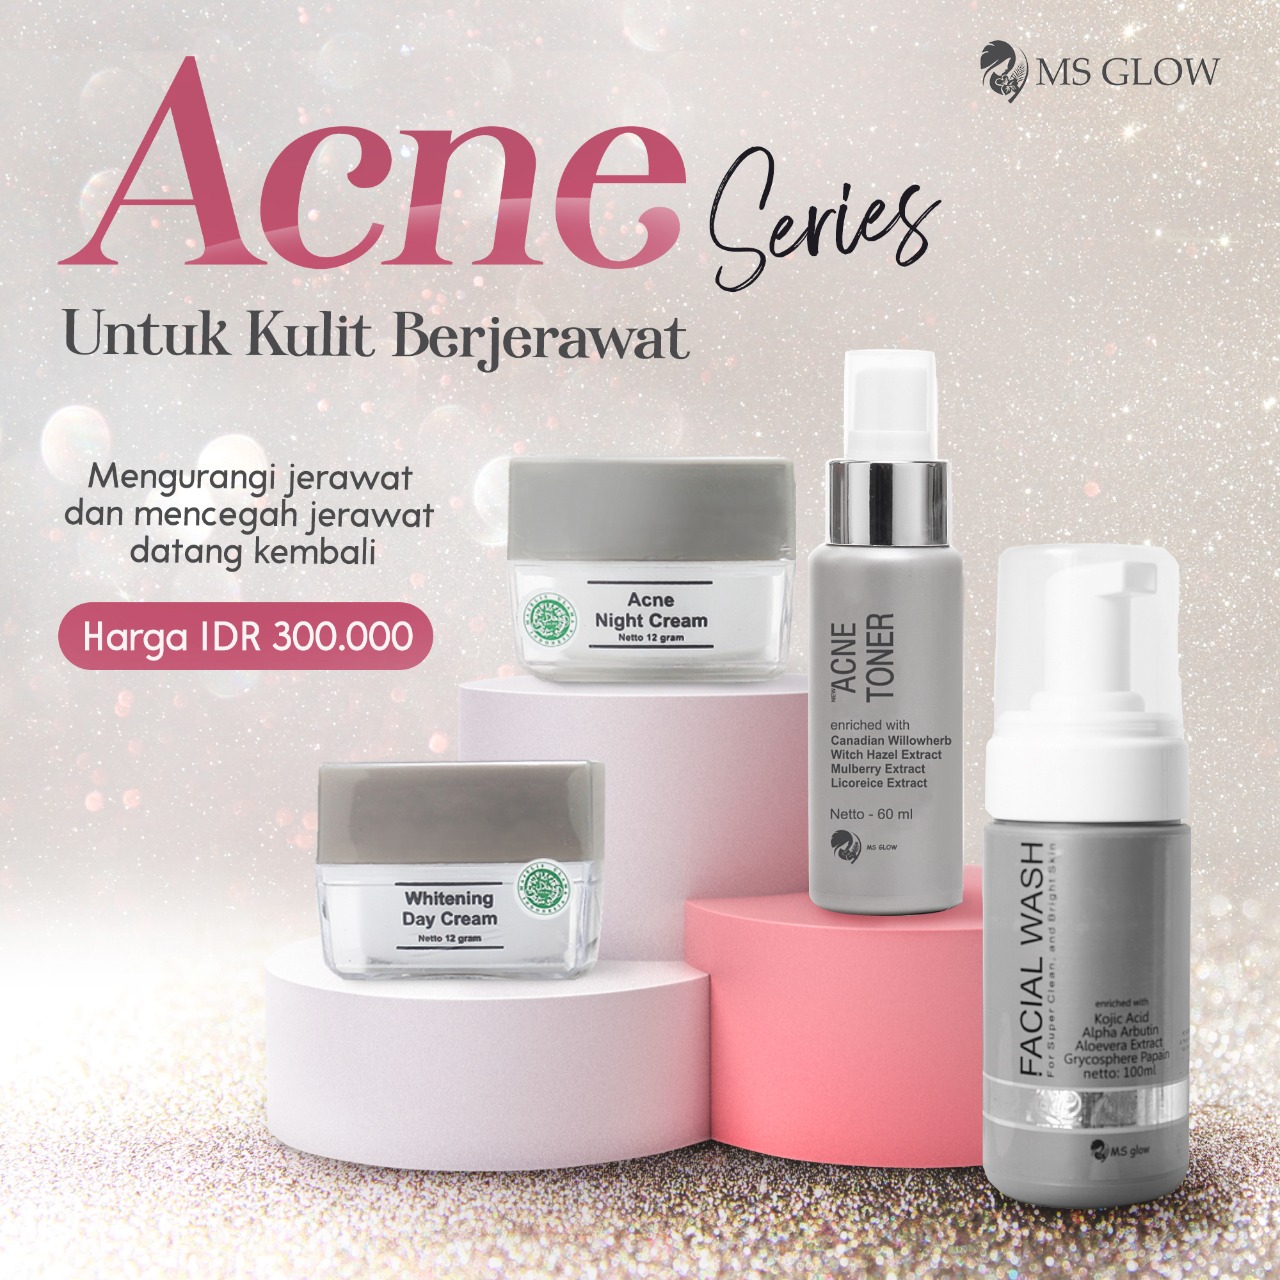 MS GLOW
Acne Series
Untuk Kulit Berjerawat
Mengurangi jerawat
dan mencegah jerawat
datang kembali
Harga IDR 300.000
Acne
Night Cream
Netto 12 gram
Whitening
Day Cream
Netto 12 gram
NEW ACNE
TONER
enriched with
Canadian Willowherb
Witch Hazel Extract
Mulberry Extract
Licoreice Extract
Netto - 60 ml
MS GLOW
FACIAL WASH
For Super Clean, and Bright Skin
enriched with
Kojic Acid
Alpha Arbutin
Aloevera Extract
Grycosphere Papain
netto: 100ml
MS glow